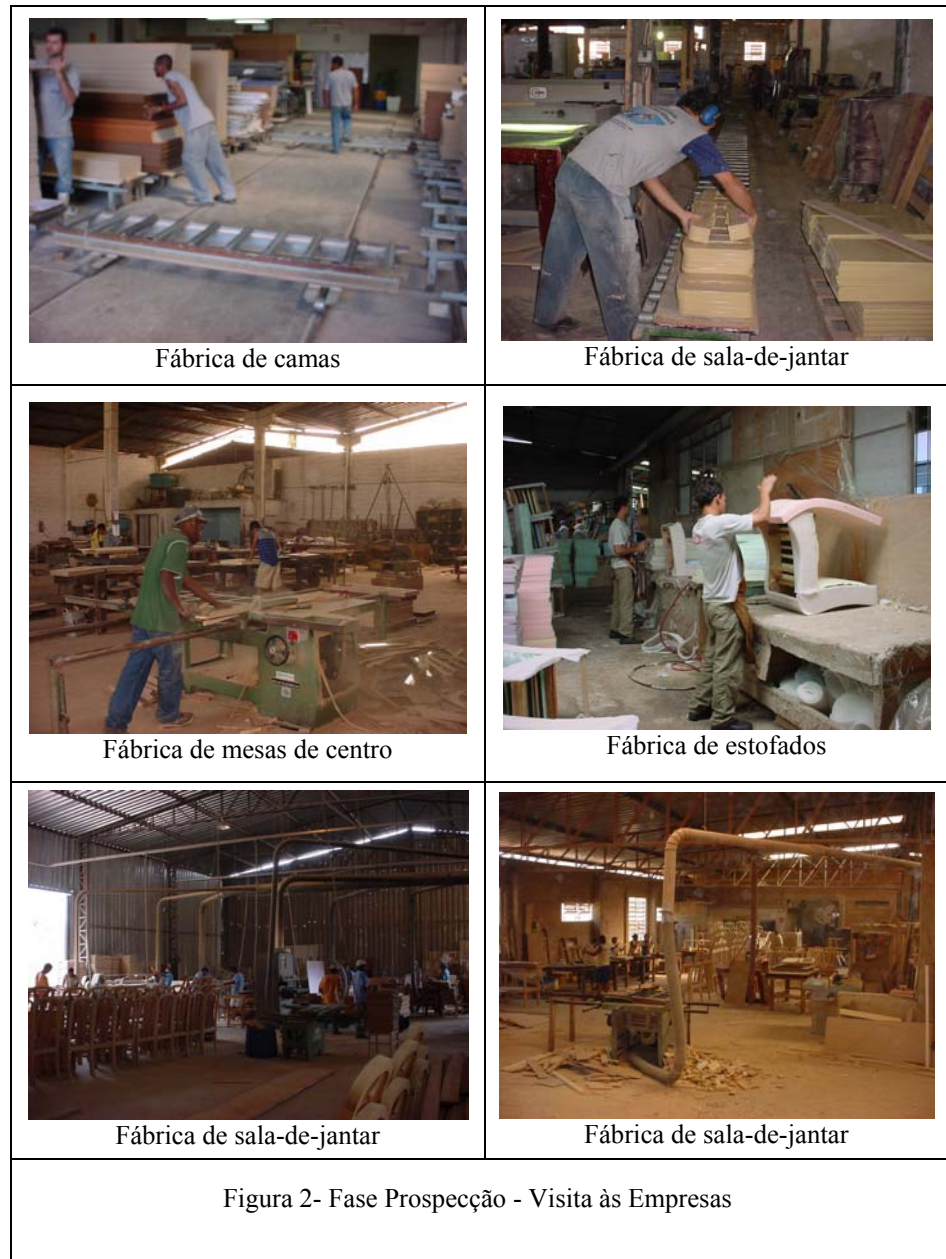 Fábrica de camas
Fábrica de sala-de-jantar
Fábrica de mesas de centro
Fábrica de estofados
Fábrica de sala-de-jantar
Fábrica de sala-de-jantar
Figura 2- Fase Prospecção - Visita às Empresas